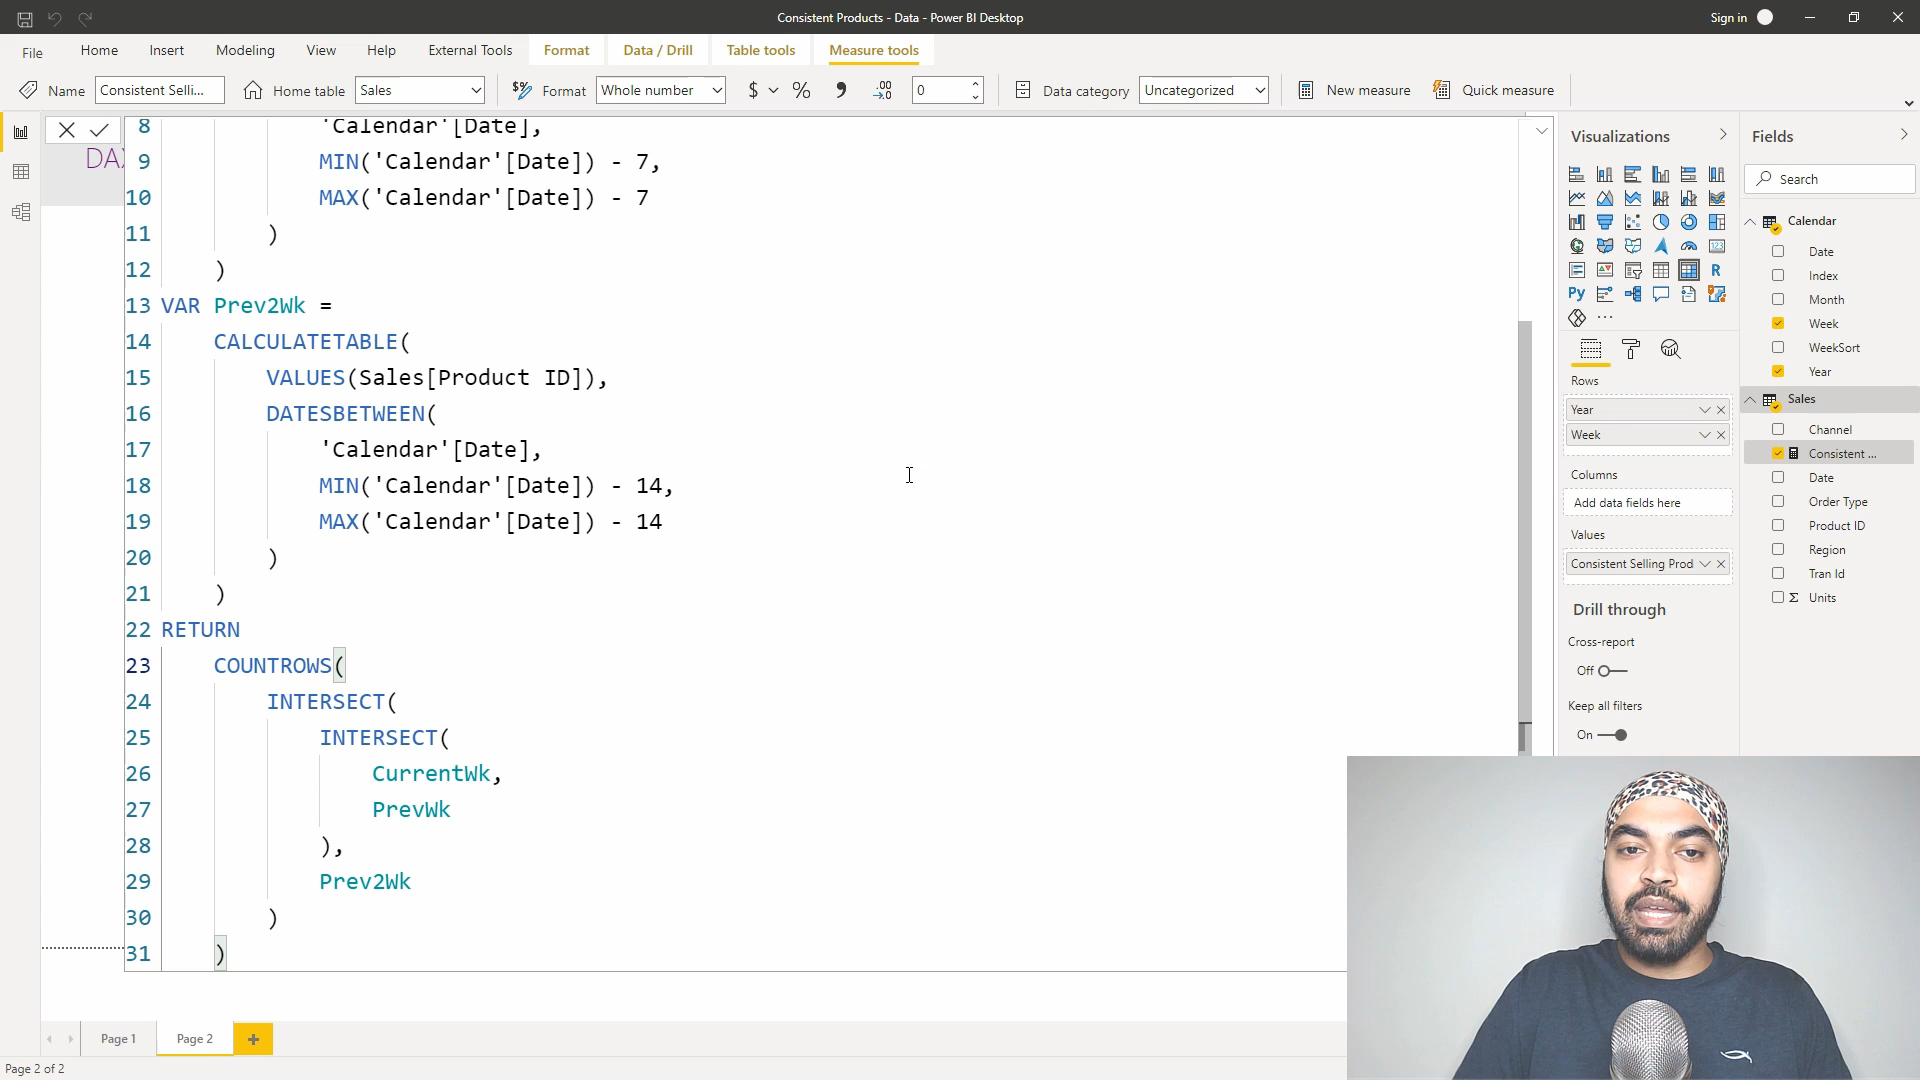 Consistent Products - Data - Power BI Desktop
Sign in
File
Home
Insert
Modeling
View
Help
External Tools
Format
Data / Drill
Table tools
Measure tools
Name
Consistent Selli...
Home table
Sales
Format
Whole number
$
%
0
Data category
Uncategorized
New measure
Quick measure
8 'Calendar'[Date],
9 MIN('Calendar'[Date]) - 7,
10 MAX('Calendar'[Date]) - 7
11 )
12 )
13 VAR Prev2Wk =
14 CALCULATETABLE(
15 VALUES(Sales[Product ID]),
16 DATESBETWEEN(
17 'Calendar'[Date],
18 MIN('Calendar'[Date]) - 14,
19 MAX('Calendar'[Date]) - 14
20 )
21 )
22 RETURN
23 COUNTROWS(
24 INTERSECT(
25 INTERSECT(
26 CurrentWk,
27 PrevWk
28 ),
29 Prev2Wk
30 )
31 )
Visualizations
R
Py
...
Rows
Year
Week
Columns
Add data fields here
Values
Consistent Selling Prod
Drill through
Cross-report
Off
Keep all filters
On
Fields
Search
Calendar
Date
Index
Month
Week
WeekSort
Year
Sales
Channel
Consistent ...
Date
Order Type
Product ID
Region
Tran Id
Σ Units
Page 1
Page 2
+
Page 2 of 2